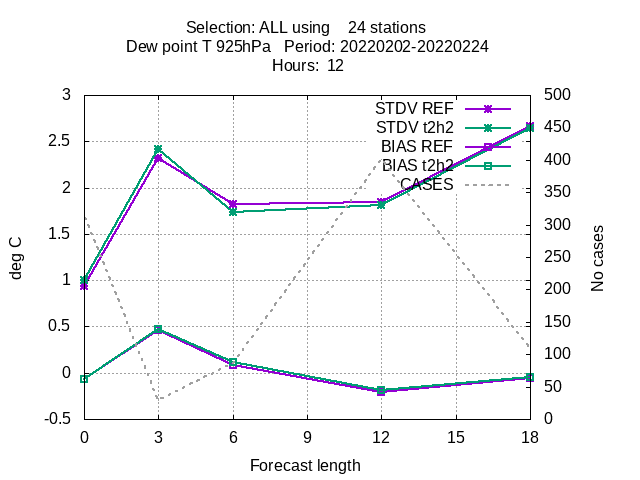 Selection: ALL using 24 stations
Dew point T 925hPa Period: 20220202-20220224
Hours: 12
STDV REF
STDV t2h2
BIAS REF
BIAS t2h2
CASES
3
2.5
2
1.5
1
0.5
0
-0.5
500
450
400
350
300
250
200
150
100
50
0
deg C
No cases
0 3 6 9 12 15 18
Forecast length